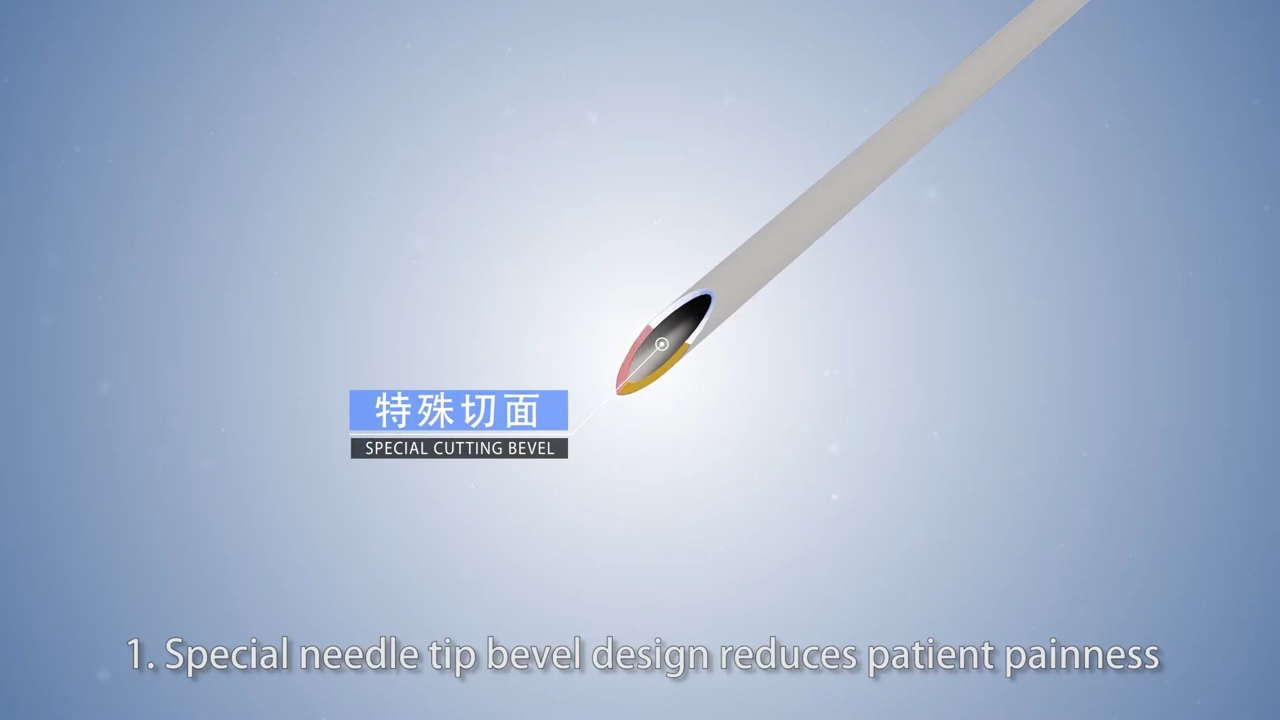 特殊切面
SPECIAL CUTTING BEVEL
1. Special needle tip bevel design reduces patient painness